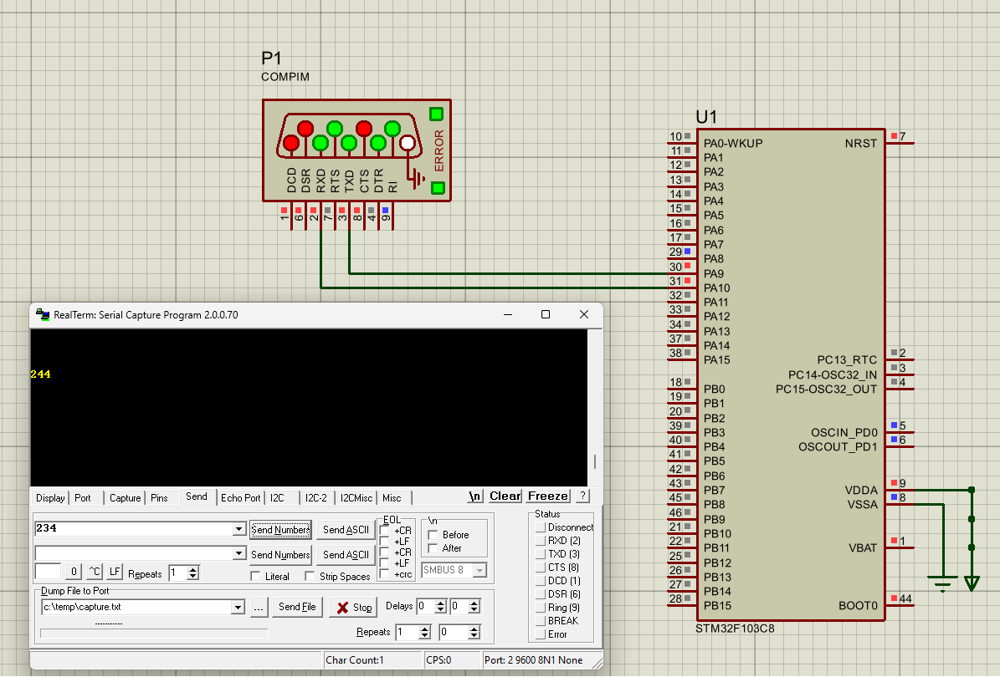 P1
COMPIM
ERROR
DCD
DSR
RXD
RTS
TXD
CTS
DTR
RI
1
6
2
7
3
8
4
9
U1
10 PA0-WKUP
11 PA1
12 PA2
13 PA3
14 PA4
15 PA5
16 PA6
17 PA7
29 PA8
30 PA9
31 PA10
32 PA11
33 PA12
34 PA13
37 PA14
38 PA15
18 PB0
19 PB1
20 PB2
39 PB3
40 PB4
41 PB5
42 PB6
43 PB7
45 PB8
46 PB9
21 PB10
22 PB11
25 PB12
26 PB13
27 PB14
28 PB15
NRST 7
PC13_RTC 2
PC14-OSC32_IN 3
PC15-OSC32_OUT 4
OSCIN_PD0 5
OSCOUT_PD1 6
VDDA 9
VSSA 8
VBAT 1
BOOT0 44
STM32F103C8
RealTerm: Serial Capture Program 2.0.0.70
244
Display Port Capture Pins Send Echo Port I2C I2C-2 I2CMisc Misc \n Clear Freeze ?
234 Send Numbers Send ASCII
Send Numbers Send ASCII
0 ^C LF Repeats 1 Literal Strip Spaces
EOL
+CR
+LF
+CR
+LF
+crc
\n
Before
After
SMBUS 8
Dump File to Port
c:\temp\capture.txt ... Send File Stop Delays 0 0
Repeats 1 0
Status
Disconnect
RXD (2)
TXD (3)
CTS (8)
DCD (1)
DSR (6)
Ring (9)
BREAK
Error
Char Count:1 CPS:0 Port: 2 9600 8N1 None